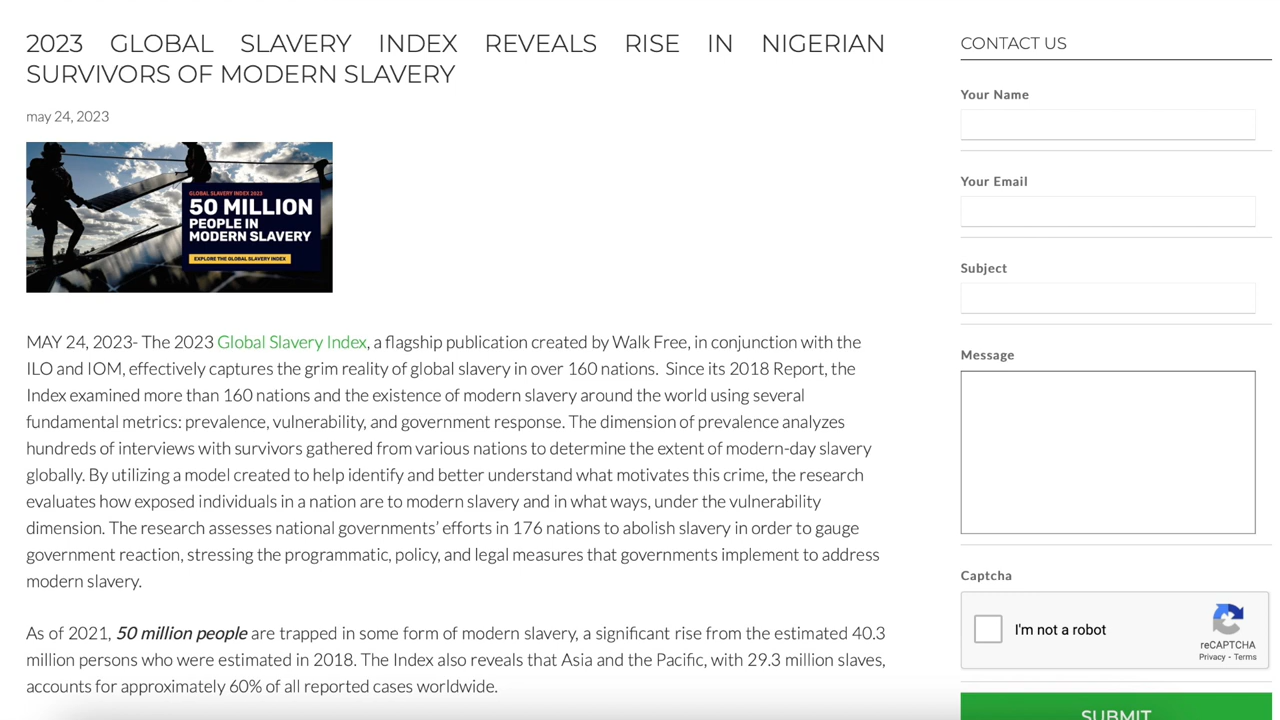 2023 GLOBAL SLAVERY INDEX REVEALS RISE IN NIGERIAN
SURVIVORS OF MODERN SLAVERY
may 24, 2023
GLOBAL SLAVERY INDEX 2023
50 MILLION
PEOPLE IN
MODERN SLAVERY
EXPLORE THE GLOBAL SLAVERY INDEX
MAY 24, 2023- The 2023 Global Slavery Index, a flagship publication created by Walk Free, in conjunction with the
ILO and IOM, effectively captures the grim reality of global slavery in over 160 nations.  Since its 2018 Report, the
Index examined more than 160 nations and the existence of modern slavery around the world using several
fundamental metrics: prevalence, vulnerability, and government response. The dimension of prevalence analyzes
hundreds of interviews with survivors gathered from various nations to determine the extent of modern-day slavery
globally. By utilizing a model created to help identify and better understand what motivates this crime, the research
evaluates how exposed individuals in a nation are to modern slavery and in what ways, under the vulnerability
dimension. The research assesses national governments’ efforts in 176 nations to abolish slavery in order to gauge
government reaction, stressing the programmatic, policy, and legal measures that governments implement to address
modern slavery.
As of 2021, 50 million people are trapped in some form of modern slavery, a significant rise from the estimated 40.3
million persons who were estimated in 2018. The Index also reveals that Asia and the Pacific, with 29.3 million slaves,
accounts for approximately 60% of all reported cases worldwide.
CONTACT US
Your Name
Your Email
Subject
Message
Captcha
I'm not a robot
reCAPTCHA
Privacy - Terms
SUBMIT